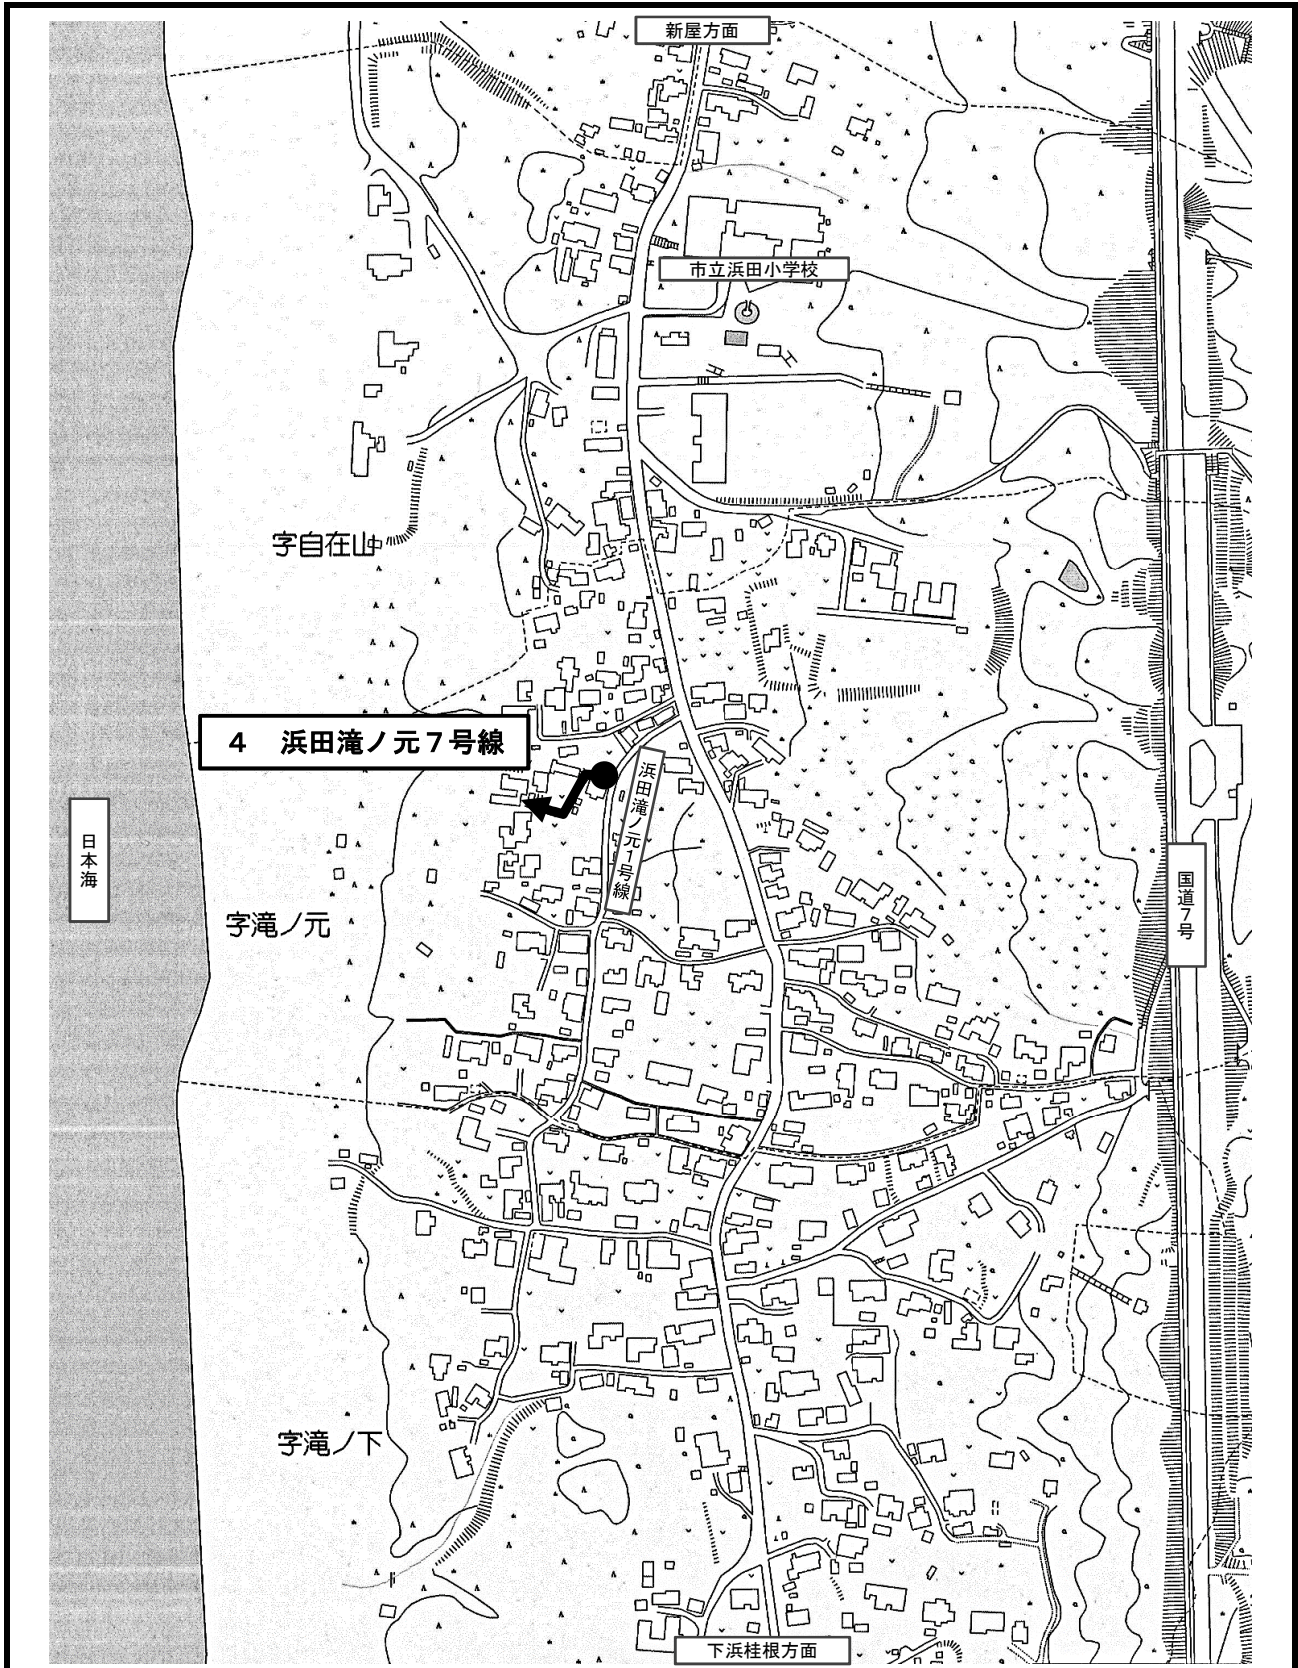 新屋方面
市立浜田小学校
字自在山
4　浜田滝ノ元7号線
浜田滝ノ元1号線
日本海
国道7号
字滝ノ元
字滝ノ下
下浜桂根方面